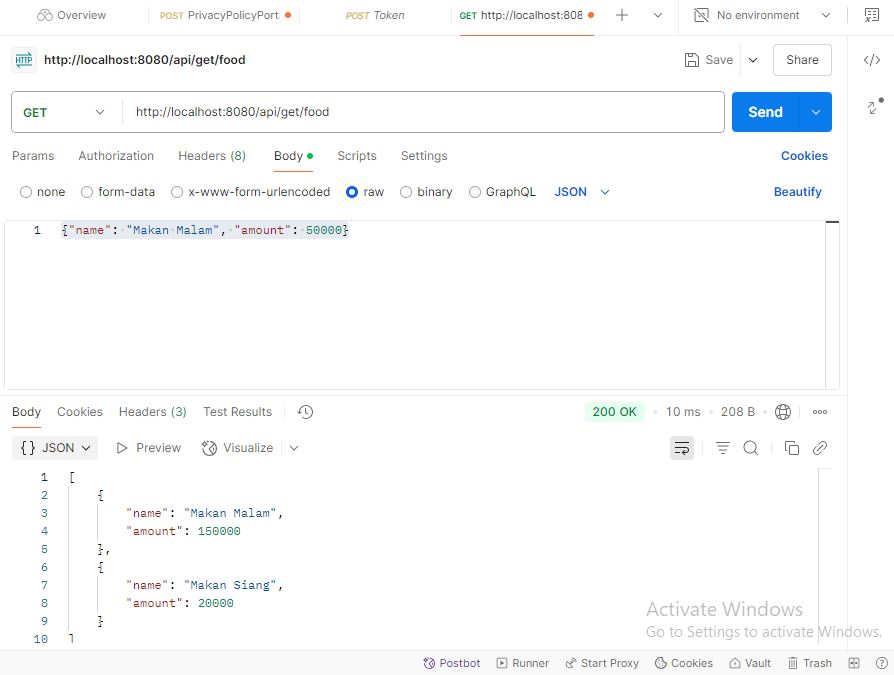 Overview POST PrivacyPolicyPort POST Token GET http://localhost:808 No environment
HTTP http://localhost:8080/api/get/food Save Share
GET http://localhost:8080/api/get/food Send
Params Authorization Headers (8) Body Scripts Settings Cookies
none form-data x-www-form-urlencoded raw binary GraphQL JSON Beautify
1 {"name": "Makan Malam", "amount": 50000}
Body Cookies Headers (3) Test Results 200 OK 10 ms 208 B
{} JSON Preview Visualize
1 [
2 {
3 "name": "Makan Malam",
4 "amount": 150000
5 },
6 {
7 "name": "Makan Siang",
8 "amount": 20000
9 }
10 ]
Activate Windows
Go to Settings to activate Windows.
Postbot Runner Start Proxy Cookies Vault Trash